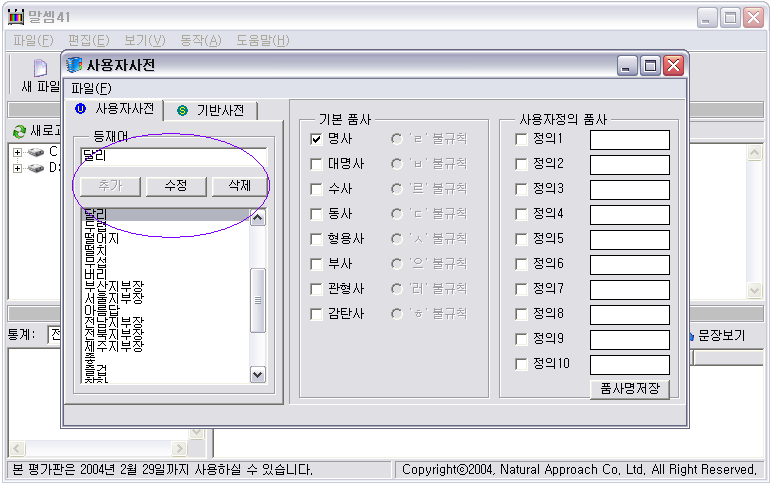 말셈41
파일(F) 편집(E) 보기(V) 동작(A) 도움말(H)
새 파일
사용자사전
파일(F)
사용자사전 기반사전
새로고
등재어
달리
추가 수정 삭제
달리
두렵
떨어지
떨치
무섭
버리
부산지부장
서울지부장
아름답
전남지부장
전북지부장
제주지부장
좋
즐겁
기본 품사
명사 'ㄹ' 불규칙
대명사 'ㅂ' 불규칙
수사 '르' 불규칙
동사 'ㄷ' 불규칙
형용사 'ㅅ' 불규칙
부사 '으' 불규칙
관형사 '러' 불규칙
감탄사 'ㅎ' 불규칙
사용자정의 품사
정의1
정의2
정의3
정의4
정의5
정의6
정의7
정의8
정의9
정의10
품사명저장
통계: 전
문장보기
본 평가판은 2004년 2월 29일까지 사용하실 수 있습니다.
Copyright©2004, Natural Approach Co, Ltd, All Right Reserved,